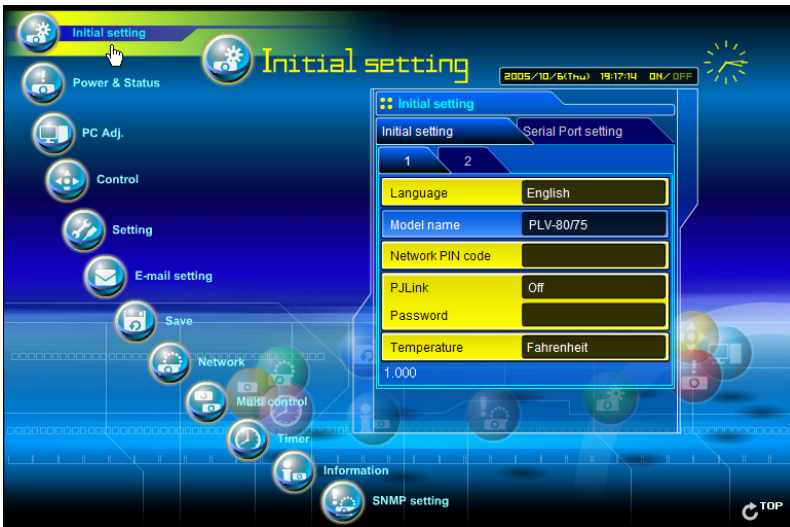 Initial setting
Power & Status
PC Adj.
Control
Setting
E-mail setting
Save
Network
Multi control
Timer
Information
SNMP setting
Initial setting
2005/10/6(Thu) 19:17:14 ON/OFF
Initial setting
Initial setting Serial Port setting
1 2
Language English
Model name PLV-80/75
Network PIN code
PJLink Off
Password
Temperature Fahrenheit
1.000
TOP